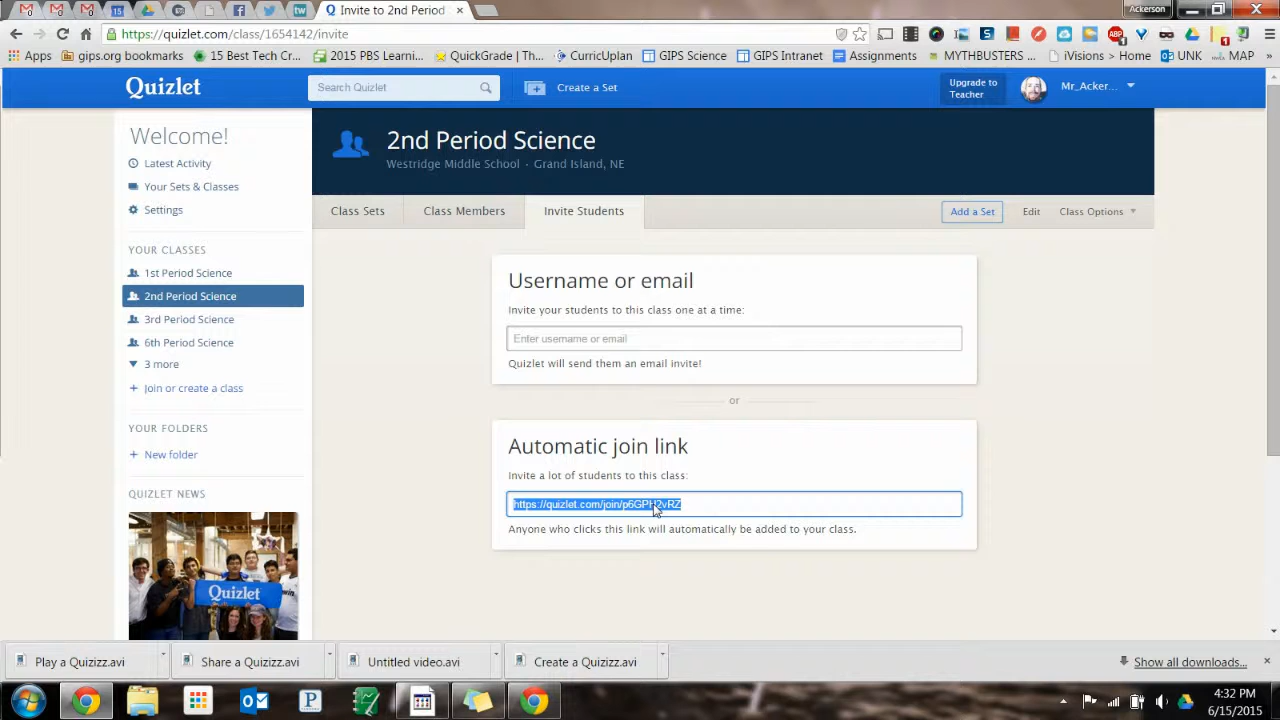 15
tw
Invite to 2nd Period
×
Ackerson
https://quizlet.com/class/1654142/invite
Apps
gips.org bookmarks
15 Best Tech Cr...
2015 PBL Learning...
QuickGrade | Th...
CurricUplan
GIPS Science
GIPS Intranet
Assignments
MYTHBUSTERS ...
iVisions > Home
UNK
MAP
»
Quizlet
Search Quizlet
Create a Set
Upgrade to
Teacher
Mr_Acker...
Welcome!
Latest Activity
Your Sets & Classes
Settings
YOUR CLASSES
1st Period Science
2nd Period Science
3rd Period Science
6th Period Science
3 more
+ Join or create a class
YOUR FOLDERS
+ New folder
QUIZLET NEWS
Quizlet
2nd Period Science
Westridge Middle School · Grand Island, NE
Class Sets
Class Members
Invite Students
Add a Set
Edit
Class Options
Username or email
Invite your students to this class one at a time:
Enter username or email
Quizlet will send them an email invite!
or
Automatic join link
Invite a lot of students to this class:
https://quizlet.com/join/p6GPH2vRZ
Anyone who clicks this link will automatically be added to your class.
Play a Quizizz.avi
Share a Quizizz.avi
Untitled video.avi
Create a Quizizz.avi
Show all downloads...
×
4:32 PM
6/15/2015